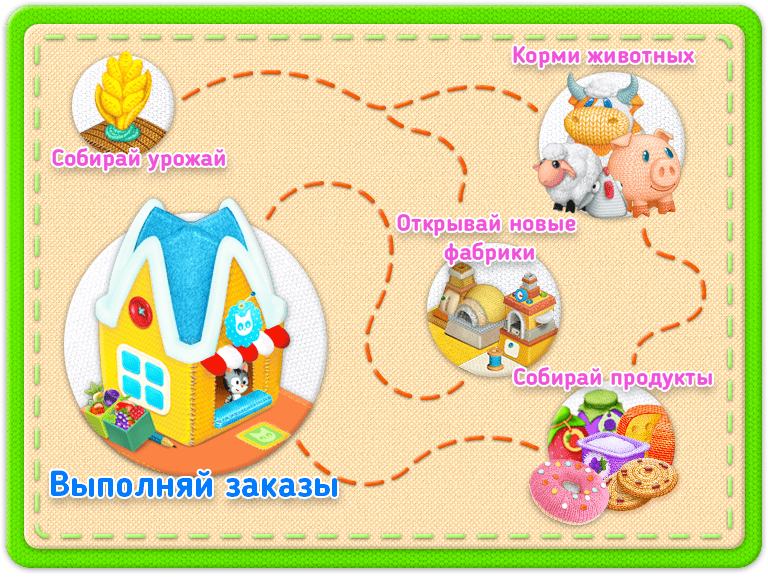 Корми животных
Собирай урожай
Открывай новые
фабрики
Собирай продукты
Выполняй заказы